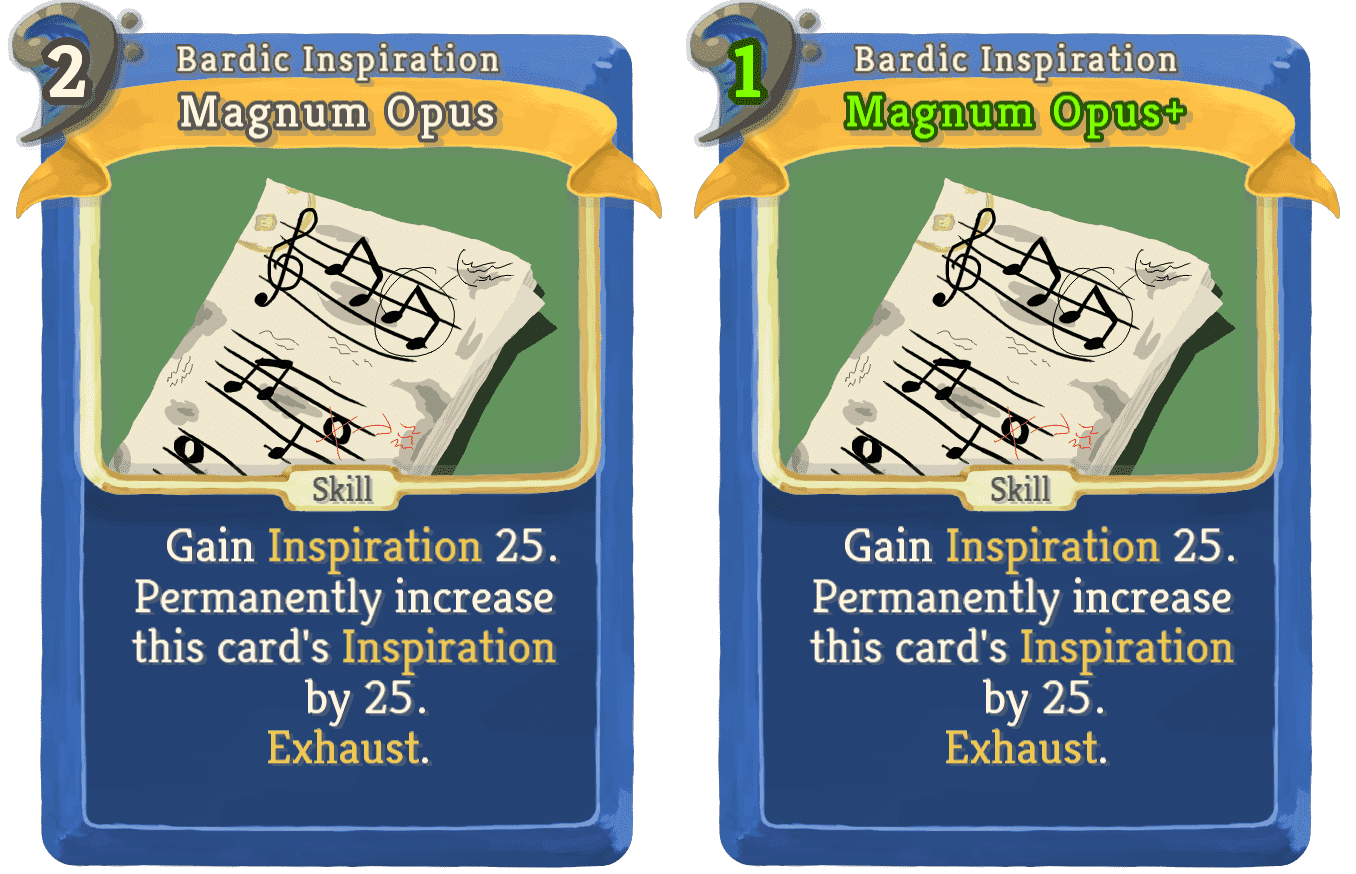 2
Bardic Inspiration
Magnum Opus
Skill
Gain Inspiration 25.
Permanently increase
this card's Inspiration
by 25.
Exhaust.
1
Bardic Inspiration
Magnum Opus+
Skill
Gain Inspiration 25.
Permanently increase
this card's Inspiration
by 25.
Exhaust.